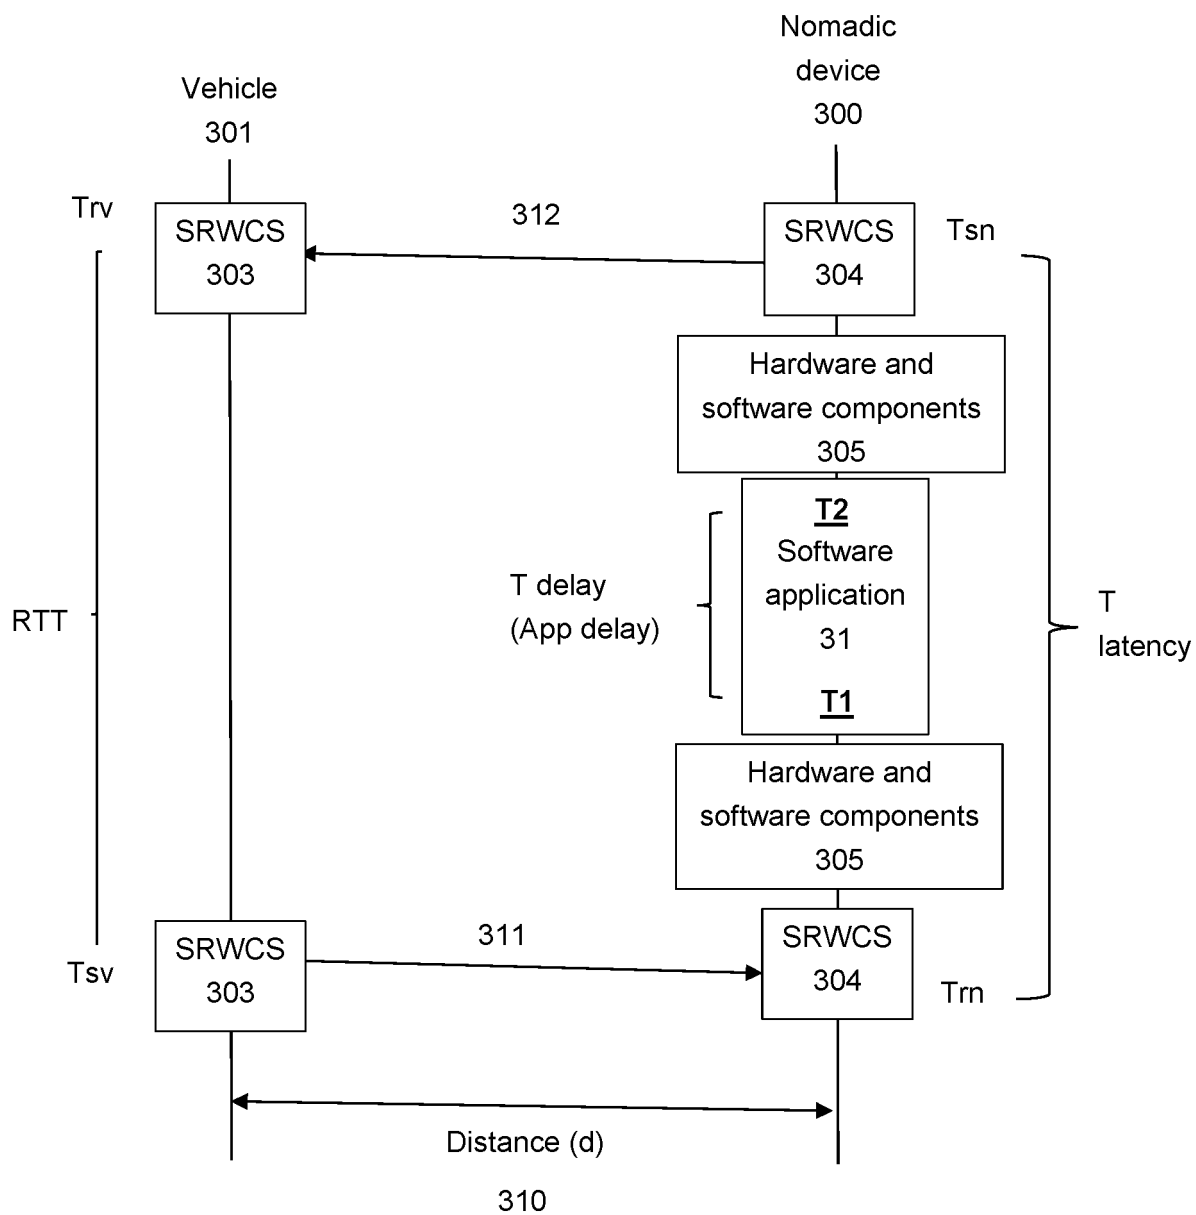 Nomadic
device
300
Vehicle
301
Trv
SRWCS
303
312
SRWCS
304
Tsn
Hardware and
software components
305
T2
Software
application
31
T1
T delay
(App delay)
RTT
T
latency
Hardware and
software components
305
Tsv
SRWCS
303
311
SRWCS
304
Trn
Distance (d)
310